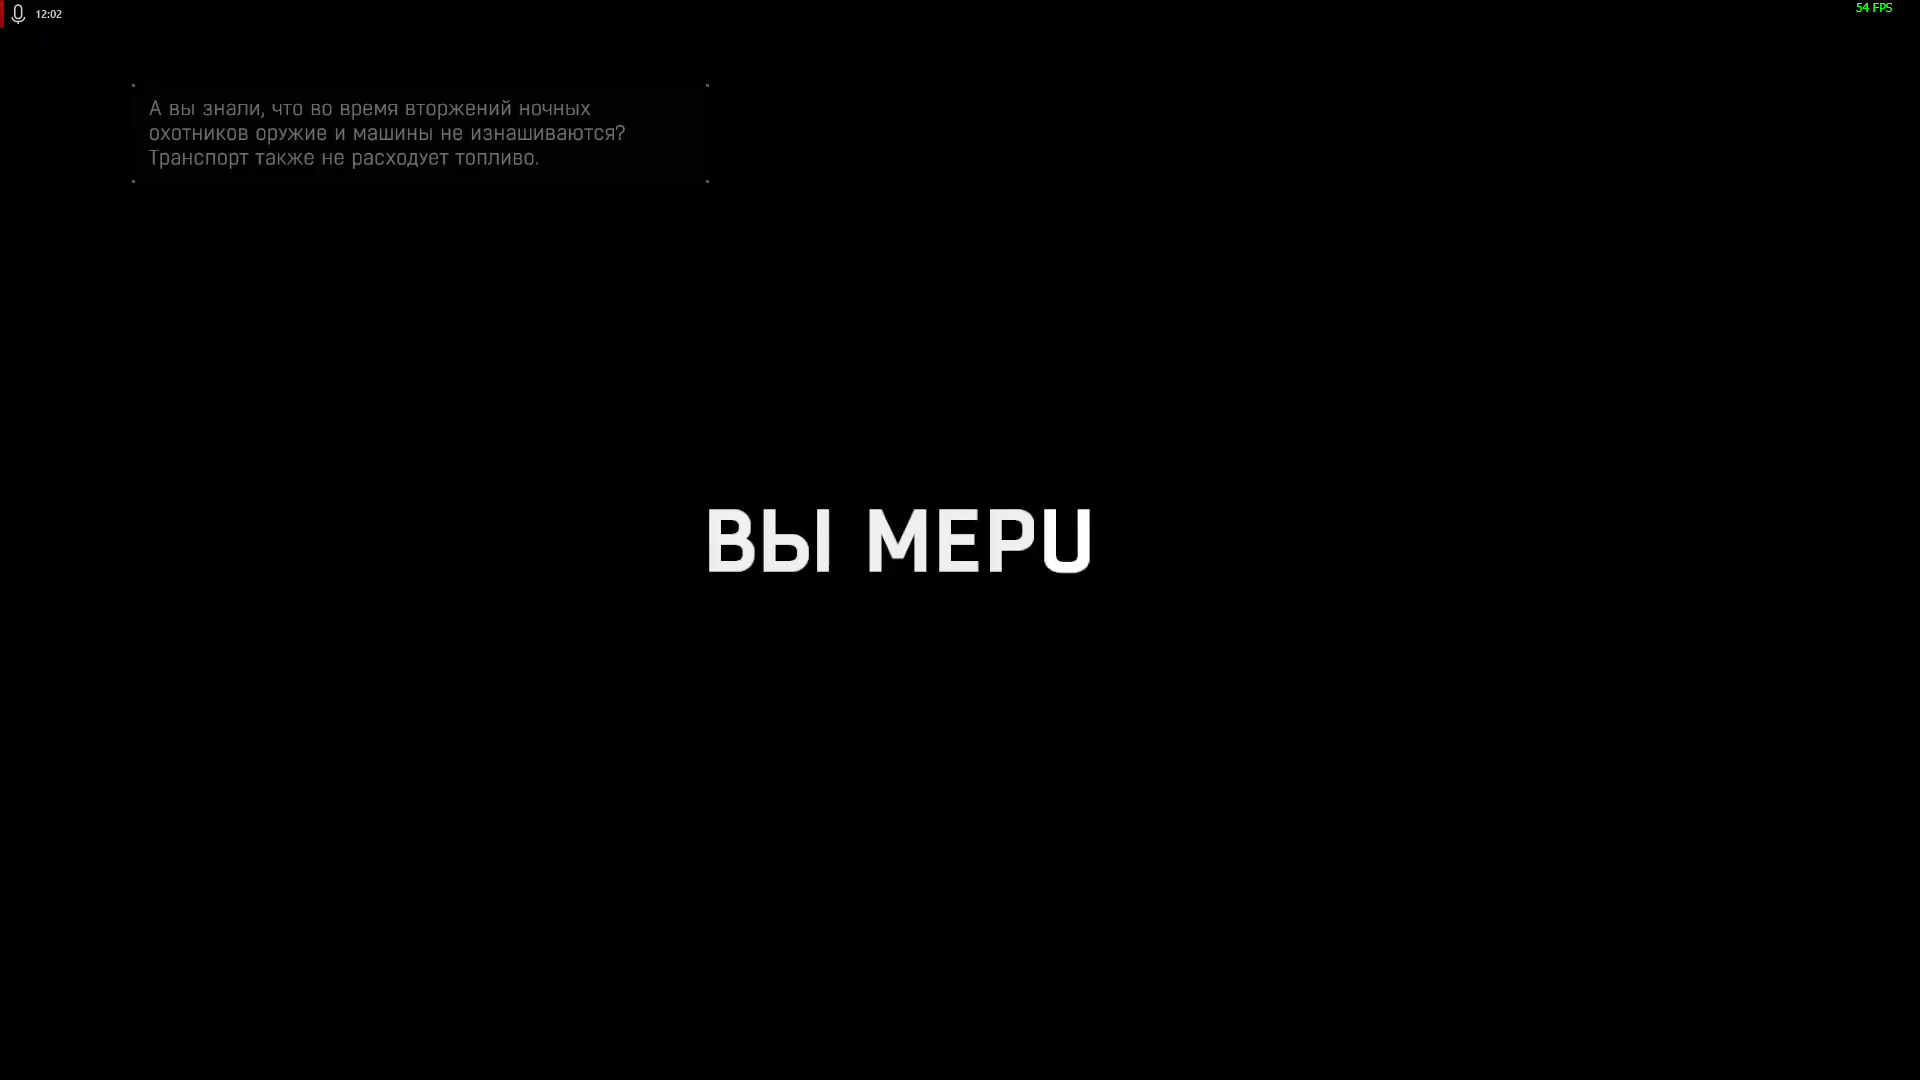 12:02
54 FPS
А вы знали, что во время вторжений ночных
охотников оружие и машины не изнашиваются?
Транспорт также не расходует топливо.
ВЫ МЕРU